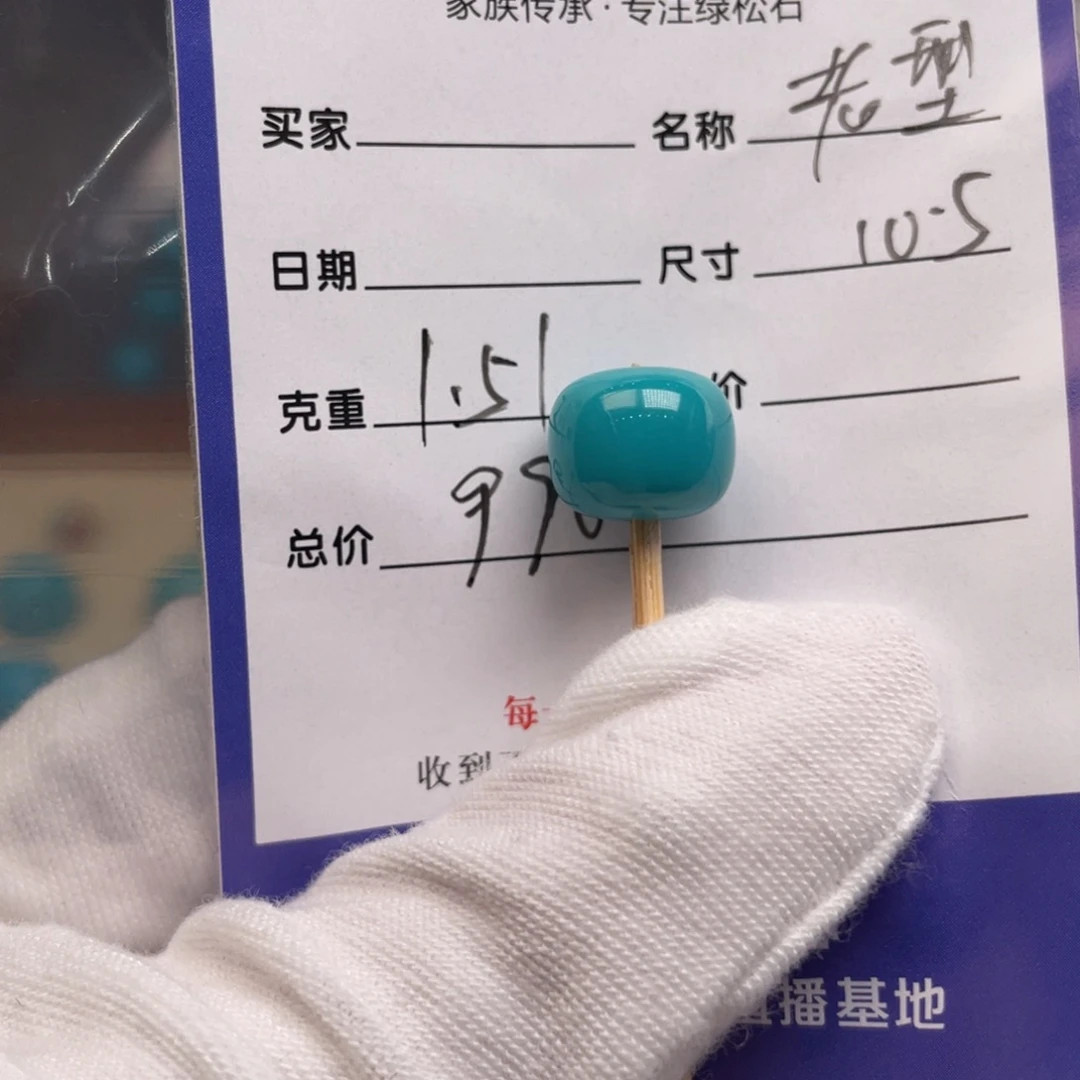 家族传承·专注绿松石
买家 名称 老型
日期 尺寸 10.5
克重 1.51 价
总价 990
每
收到
播基地